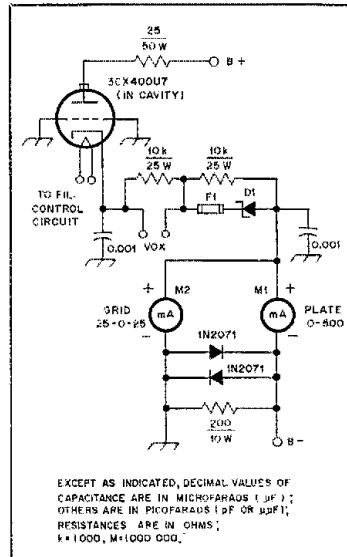 25
50 W
B+
3CX400U7
(IN CAVITY)
10k
25 W
10k
25 W
TO FIL.
CONTROL
CIRCUIT
F1
D1
VOX
0.001
0.001
+
M2
M1
+
GRID
25-0-25
mA
mA
PLATE
0-500
-
-
1N2071
1N2071
200
10 W
B-
EXCEPT AS INDICATED, DECIMAL VALUES OF
CAPACITANCE ARE IN MICROFARADS (µF);
OTHERS ARE IN PICOFARADS (pF OR µµF);
RESISTANCES ARE IN OHMS;
k=1000, M=1000 000.